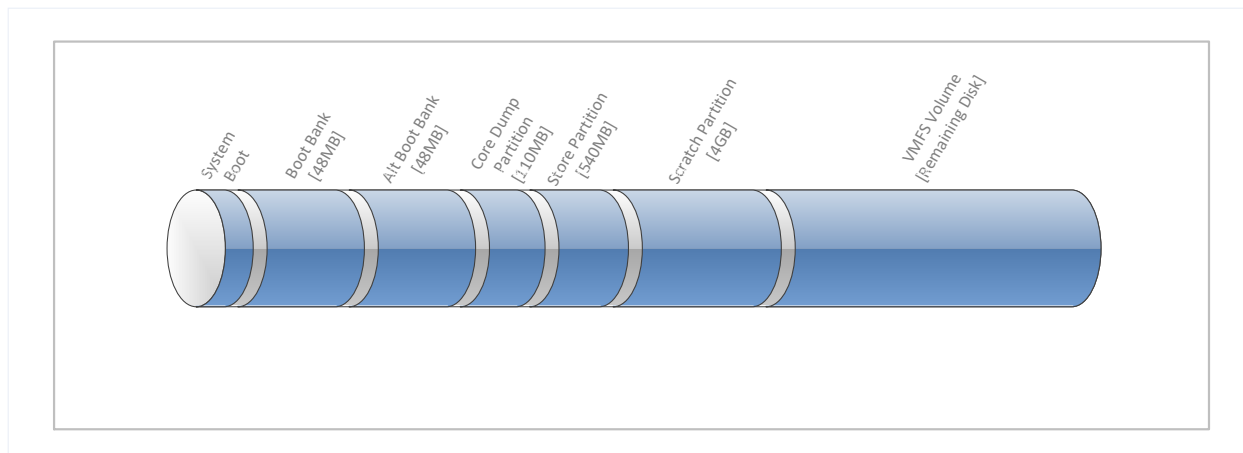 System
Boot
Boot Bank
[48MB]
Alt Boot Bank
[48MB]
Core Dump
Partition
[110MB]
Store Partition
[540MB]
Scratch Partition
[4GB]
VMFS Volume
[Remaining Disk]